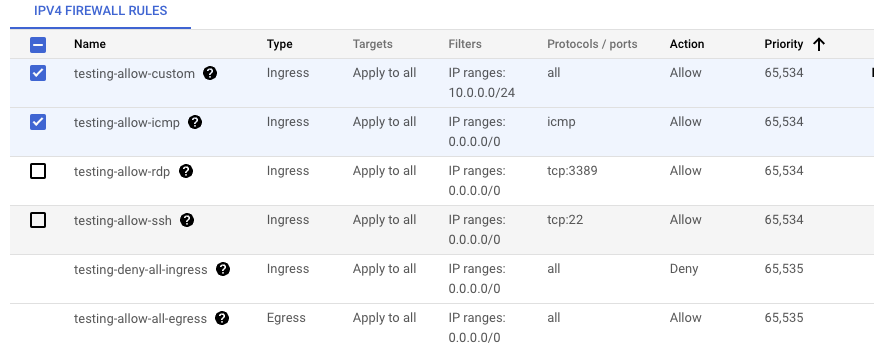 IPV4 FIREWALL RULES
Name Type Targets Filters Protocols / ports Action Priority
testing-allow-custom Ingress Apply to all IP ranges: all Allow 65,534
10.0.0.0/24
testing-allow-icmp Ingress Apply to all IP ranges: icmp Allow 65,534
0.0.0.0/0
testing-allow-rdp Ingress Apply to all IP ranges: tcp:3389 Allow 65,534
0.0.0.0/0
testing-allow-ssh Ingress Apply to all IP ranges: tcp:22 Allow 65,534
0.0.0.0/0
testing-deny-all-ingress Ingress Apply to all IP ranges: all Deny 65,535
0.0.0.0/0
testing-allow-all-egress Egress Apply to all IP ranges: all Allow 65,535
0.0.0.0/0